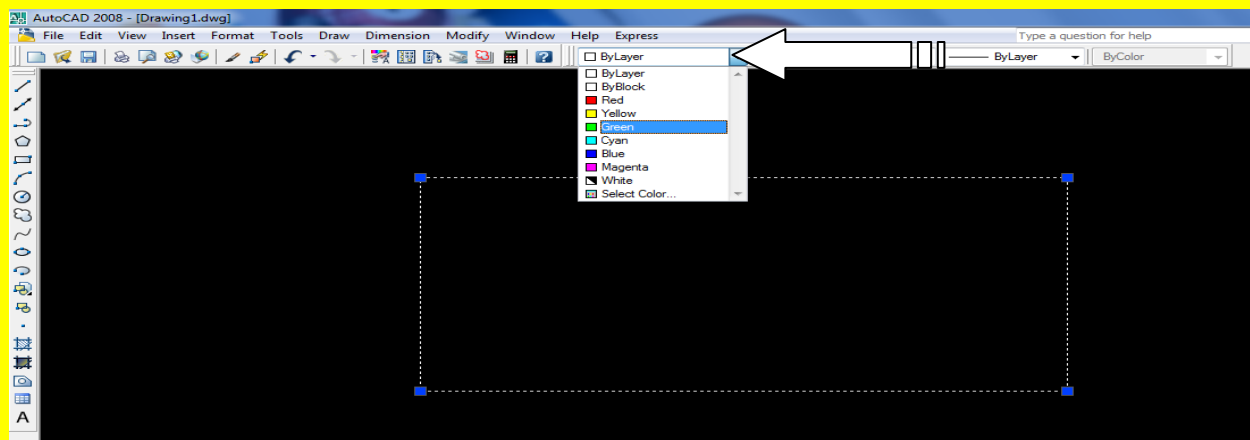 AutoCAD 2008 - [Drawing1.dwg]
File Edit View Insert Format Tools Draw Dimension Modify Window Help Express Type a question for help
ByLayer ByLayer ByColor
ByLayer
ByBlock
Red
Yellow
Green
Cyan
Blue
Magenta
White
Select Color...
A